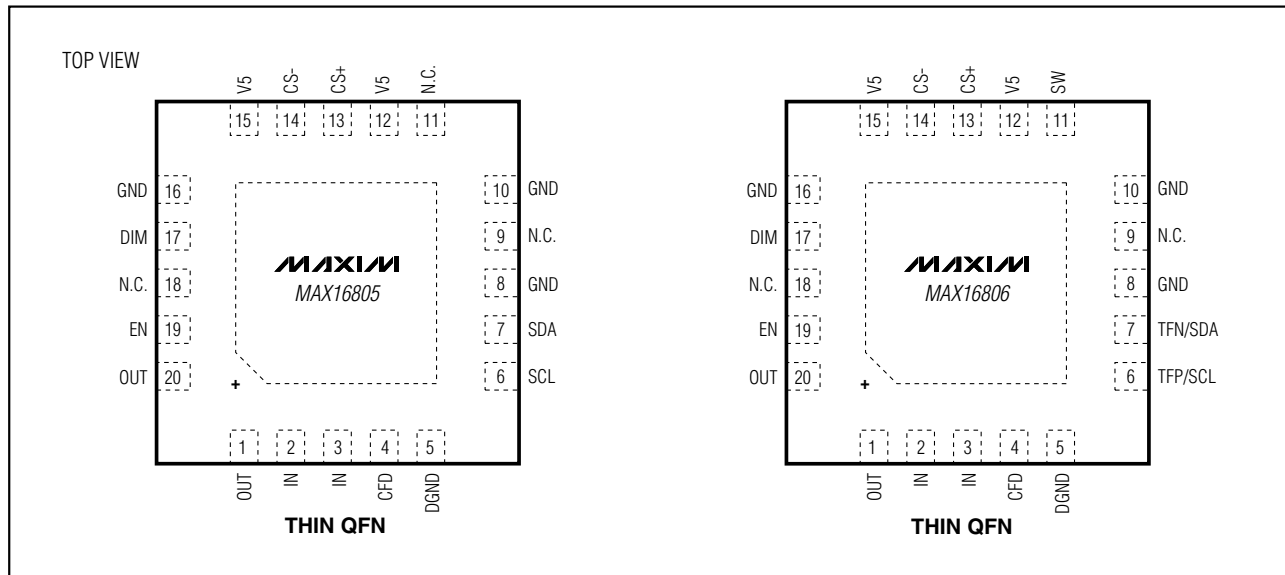 TOP VIEW
V5 CS- CS+ V5 N.C.
15 14 13 12 11
GND 16
DIM 17
N.C. 18
EN 19
OUT 20
10 GND
9 N.C.
8 GND
7 SDA
6 SCL
MAXIM
MAX16805
+
1 2 3 4 5
OUT IN IN CFD DGND
THIN QFN
V5 CS- CS+ V5 SW
15 14 13 12 11
GND 16
DIM 17
N.C. 18
EN 19
OUT 20
10 GND
9 N.C.
8 GND
7 TFN/SDA
6 TFP/SCL
MAXIM
MAX16806
+
1 2 3 4 5
OUT IN IN CFD DGND
THIN QFN